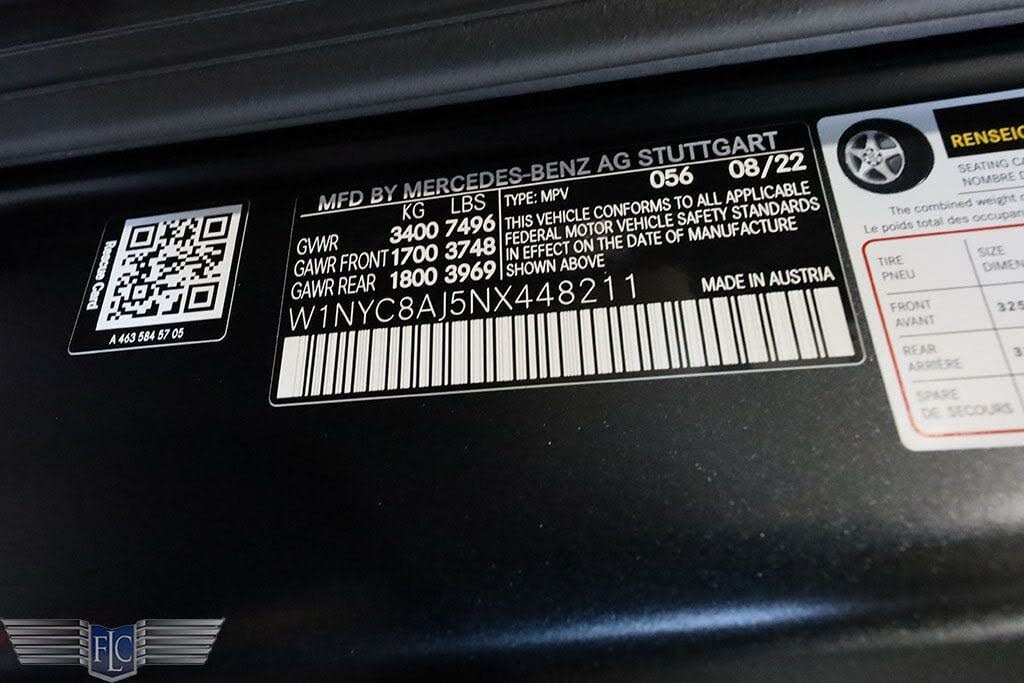 Rescue Card
A 463 584 57 05
MFD BY MERCEDES-BENZ AG STUTTGART
KG LBS
GVWR 3400 7496
GAWR FRONT 1700 3748
GAWR REAR 1800 3969
056 08/22
TYPE: MPV
THIS VEHICLE CONFORMS TO ALL APPLICABLE
FEDERAL MOTOR VEHICLE SAFETY STANDARDS
IN EFFECT ON THE DATE OF MANUFACTURE
SHOWN ABOVE
W1NYC8AJ5NX448211
MADE IN AUSTRIA
RENSEIG
SEATING CA
NOMBRE D
The combined weight o
Le poids total des occupan
TIRE
PNEU
SIZE
DIMEN
FRONT
AVANT
325
REAR
ARRIÈRE
3
SPARE
DE SECOURS
FLC